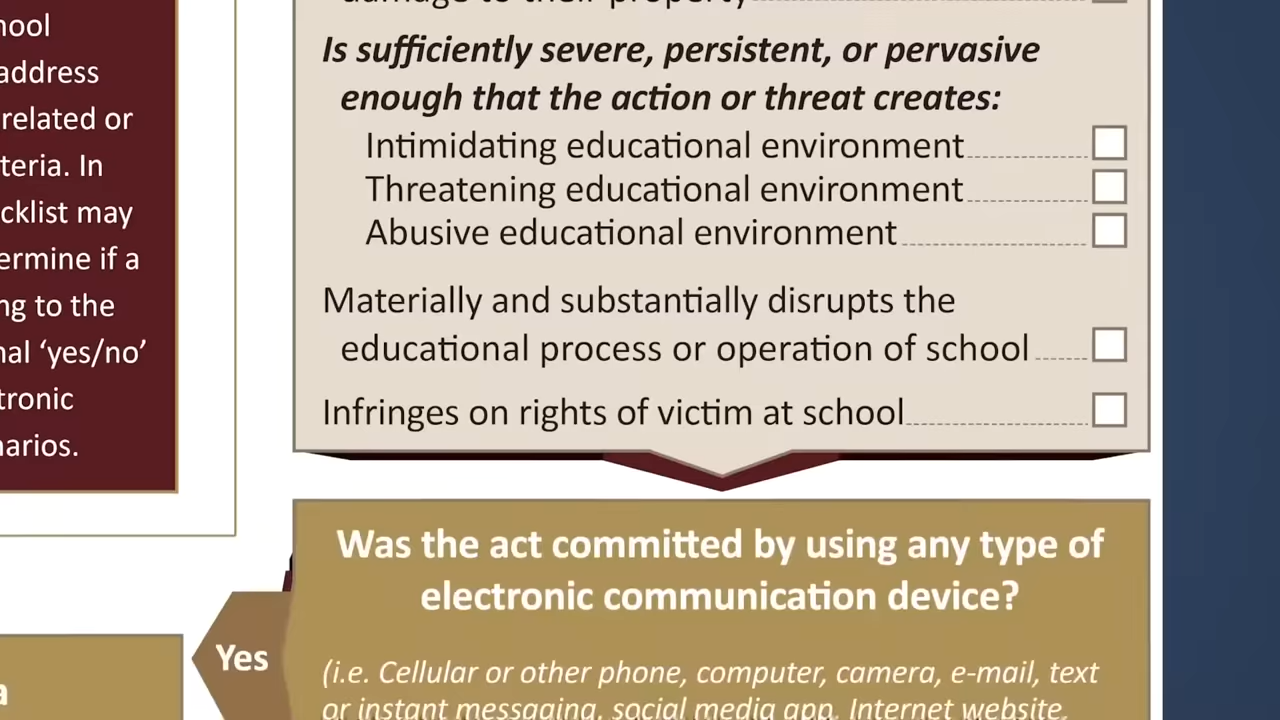 hool
address
related or
teria. In
cklist may
ermine if a
ng to the
nal ‘yes/no’
tronic
narios.
damage to their property
Is sufficiently severe, persistent, or pervasive
enough that the action or threat creates:
Intimidating educational environment
Threatening educational environment
Abusive educational environment
Materially and substantially disrupts the
educational process or operation of school
Infringes on rights of victim at school
Was the act committed by using any type of
electronic communication device?
Yes
(i.e. Cellular or other phone, computer, camera, e-mail, text
or instant messaging, social media app, Internet website,
a